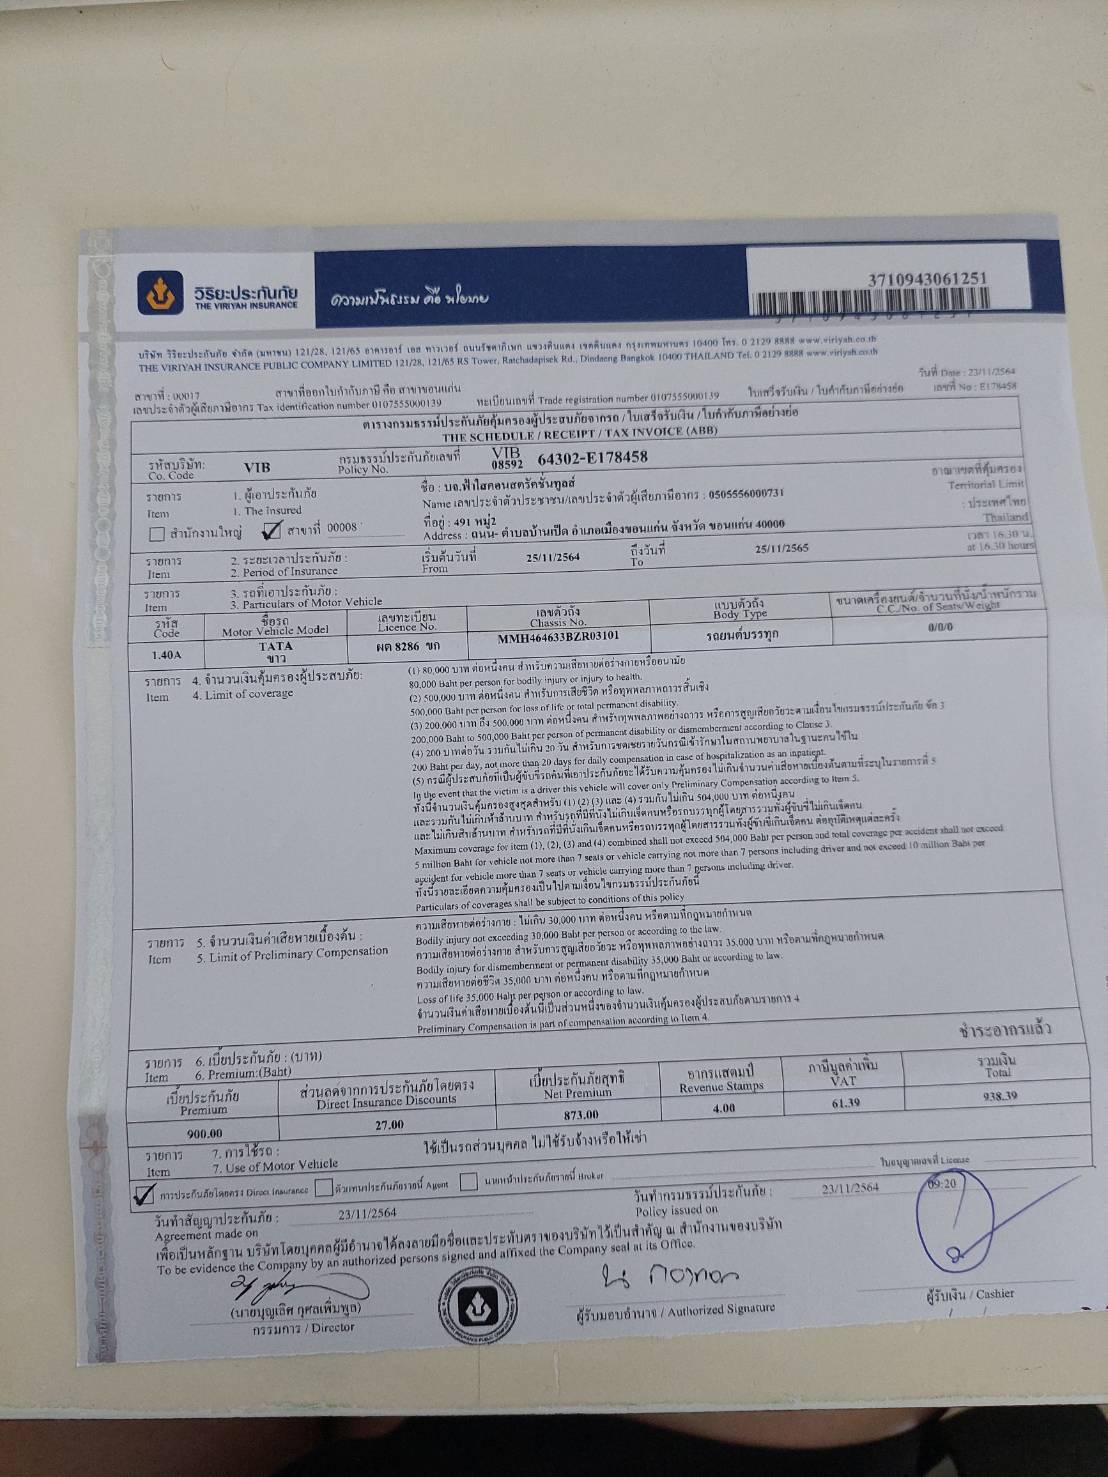 วิริยะประกันภัย
THE VIRIYAH INSURANCE
ความเป็นธรรม คือ นโยบาย
3710943061251
บริษัท วิริยะประกันภัย จำกัด (มหาชน) 121/28, 121/65 อาคารอาร์ เอส ทาวเวอร์ ถนนรัชดาภิเษก แขวงดินแดง เขตดินแดง กรุงเทพมหานคร 10400 โทร. 0 2129 8888 www.viriyah.co.th
THE VIRIYAH INSURANCE PUBLIC COMPANY LIMITED 121/28, 121/65 RS Tower, Ratchadapisek Rd., Dindaeng Bangkok 10400 THAILAND Tel. 0 2129 8888 www.viriyah.co.th
วันที่ Date : 23/11/2564
สาขาที่ : 00017 สาขาที่ออกใบกำกับภาษี คือ สาขาขอนแก่น ใบเสร็จรับเงิน / ใบกำกับภาษีอย่างย่อ เลขที่ No : E178458
เลขประจำตัวผู้เสียภาษีอากร Tax identification number 0107555000139 ทะเบียนเลขที่ Trade registration number 0107555000139
ตารางกรมธรรม์ประกันภัยคุ้มครองผู้ประสบภัยจากรถ / ใบเสร็จรับเงิน / ใบกำกับภาษีอย่างย่อ
THE SCHEDULE / RECEIPT / TAX INVOICE (ABB)
รหัสบริษัท: VIB กรมธรรม์ประกันภัยเลขที่ VIB 64302-E178458
Co. Code Policy No. 08592
รายการ 1. ผู้เอาประกันภัย ชื่อ : บจ.ฟ้าใสคอนสตรัคชั่นทูลส์ อาณาเขตที่คุ้มครอง
Item 1. The Insured Name เลขประจำตัวประชาชน/เลขประจำตัวผู้เสียภาษีอากร : 0505556000731 Territorial Limit
สำนักงานใหญ่ สาขาที่ 00008 ที่อยู่ : 491 หมู่2 : ประเทศไทย
Address : ถนน- ตำบลบ้านเป็ด อำเภอเมืองขอนแก่น จังหวัด ขอนแก่น 40000 Thailand
รายการ 2. ระยะเวลาประกันภัย : เริ่มต้นวันที่ 25/11/2564 ถึงวันที่ 25/11/2565 เวลา 16.30 น.
Item 2. Period of Insurance From To at 16.30 hours
รายการ 3. รถที่เอาประกันภัย :
Item 3. Particulars of Motor Vehicle
รหัส ชื่อรถ เลขทะเบียน เลขตัวถัง แบบตัวถัง ขนาดเครื่องยนต์/จำนวนที่นั่ง/น้ำหนักรวม
Code Motor Vehicle Model Licence No. Chassis No. Body Type C.C./No. of Seats/Weight
1.40A TATA ผต 8286 ขก MMH464633BZR03101 รถยนต์บรรทุก 0/0/0
ขาว
รายการ 4. จำนวนเงินคุ้มครองผู้ประสบภัย: (1) 80,000 บาท ต่อหนึ่งคน สำหรับความเสียหายต่อร่างกายหรืออนามัย
Item 4. Limit of coverage 80,000 Baht per person for bodily injury or injury to health.
(2) 500,000 บาท ต่อหนึ่งคน สำหรับการเสียชีวิต หรือทุพพลภาพถาวรสิ้นเชิง
500,000 Baht per person for loss of life or total permanent disability.
(3) 200,000 บาท ถึง 500,000 บาท ต่อหนึ่งคน สำหรับทุพพลภาพอย่างถาวร หรือการสูญเสียอวัยวะตามเงื่อนไขกรมธรรม์ประกันภัย ข้อ 3
200,000 Baht to 500,000 Baht per person of permanent disability or dismemberment according to Clause 3.
(4) 200 บาทต่อวัน รวมกันไม่เกิน 20 วัน สำหรับการชดเชยรายวันกรณีเข้ารักษาในสถานพยาบาลในฐานะคนไข้ใน
200 Baht per day, not more than 20 days for daily compensation in case of hospitalization as an inpatient.
(5) กรณีผู้ประสบภัยที่เป็นผู้ขับขี่รถคันที่เอาประกันภัยจะได้รับความคุ้มครองไม่เกินจำนวนค่าเสียหายเบื้องต้นตามที่ระบุในรายการที่ 5
In the event that the victim is a driver this vehicle will cover only Preliminary Compensation according to Item 5.
ทั้งนี้จำนวนเงินคุ้มครองสูงสุดสำหรับ (1) (2) (3) และ (4) รวมกันไม่เกิน 504,000 บาท ต่อหนึ่งคน
และรวมกันไม่เกินห้าล้านบาท สำหรับรถที่มีที่นั่งไม่เกินเจ็ดคนหรือรถบรรทุกผู้โดยสารรวมทั้งผู้ขับขี่ไม่เกินเจ็ดคน
และไม่เกินสิบล้านบาท สำหรับรถที่มีที่นั่งเกินเจ็ดคนหรือรถบรรทุกผู้โดยสารรวมทั้งผู้ขับขี่เกินเจ็ดคน ต่ออุบัติเหตุแต่ละครั้ง
Maximum coverage for item (1), (2), (3) and (4) combined shall not exceed 504,000 Baht per person and total coverage per accident shall not exceed
5 million Baht for vehicle not more than 7 seats or vehicle carrying not more than 7 persons including driver and not exceed 10 million Baht per
accident for vehicle more than 7 seats or vehicle carrying more than 7 persons including driver.
ทั้งนี้รายละเอียดความคุ้มครองเป็นไปตามเงื่อนไขกรมธรรม์ประกันภัยนี้
Particulars of coverages shall be subject to conditions of this policy
รายการ 5. จำนวนเงินค่าเสียหายเบื้องต้น : ความเสียหายต่อร่างกาย : ไม่เกิน 30,000 บาท ต่อหนึ่งคน หรือตามที่กฎหมายกำหนด
Item 5. Limit of Preliminary Compensation Bodily injury not exceeding 30,000 Baht per person or according to the law.
ความเสียหายต่อร่างกาย สำหรับการสูญเสียอวัยวะ หรือทุพพลภาพอย่างถาวร 35,000 บาท หรือตามที่กฎหมายกำหนด
Bodily injury for dismemberment or permanent disability 35,000 Baht or according to law.
ความเสียหายต่อชีวิต 35,000 บาท ต่อหนึ่งคน หรือตามที่กฎหมายกำหนด
Loss of life 35,000 Baht per person or according to law.
จำนวนเงินค่าเสียหายเบื้องต้นนี้เป็นส่วนหนึ่งของจำนวนเงินคุ้มครองผู้ประสบภัยตามรายการ 4
Preliminary Compensation is part of compensation according to Item 4.
รายการ 6. เบี้ยประกันภัย : (บาท) ชำระอากรแล้ว
Item 6. Premium:(Baht)
เบี้ยประกันภัย ส่วนลดจากการประกันภัยโดยตรง เบี้ยประกันภัยสุทธิ อากรแสตมป์ ภาษีมูลค่าเพิ่ม รวมเงิน
Premium Direct Insurance Discounts Net Premium Revenue Stamps VAT Total
900.00 27.00 873.00 4.00 61.39 938.39
รายการ 7. การใช้รถ : ใช้เป็นรถส่วนบุคคล ไม่ใช้รับจ้างหรือให้เช่า
Item 7. Use of Motor Vehicle
การประกันภัยโดยตรง Direct Insurance ตัวแทนประกันภัยรายนี้ Agent นายหน้าประกันภัยรายนี้ Broker ใบอนุญาตเลขที่ License
วันทำสัญญาประกันภัย : 23/11/2564 วันทำกรมธรรม์ประกันภัย : 23/11/2564 09:20
Agreement made on Policy issued on
เพื่อเป็นหลักฐาน บริษัทโดยบุคคลผู้มีอำนาจได้ลงลายมือชื่อและประทับตราของบริษัทไว้เป็นสำคัญ ณ สำนักงานของบริษัท
To be evidence the Company by an authorized persons signed and affixed the Company seal at its Office.
(นายบุญเลิศ กุศลเพิ่มพูล)
กรรมการ / Director
ผู้รับมอบอำนาจ / Authorized Signature
ผู้รับเงิน / Cashier